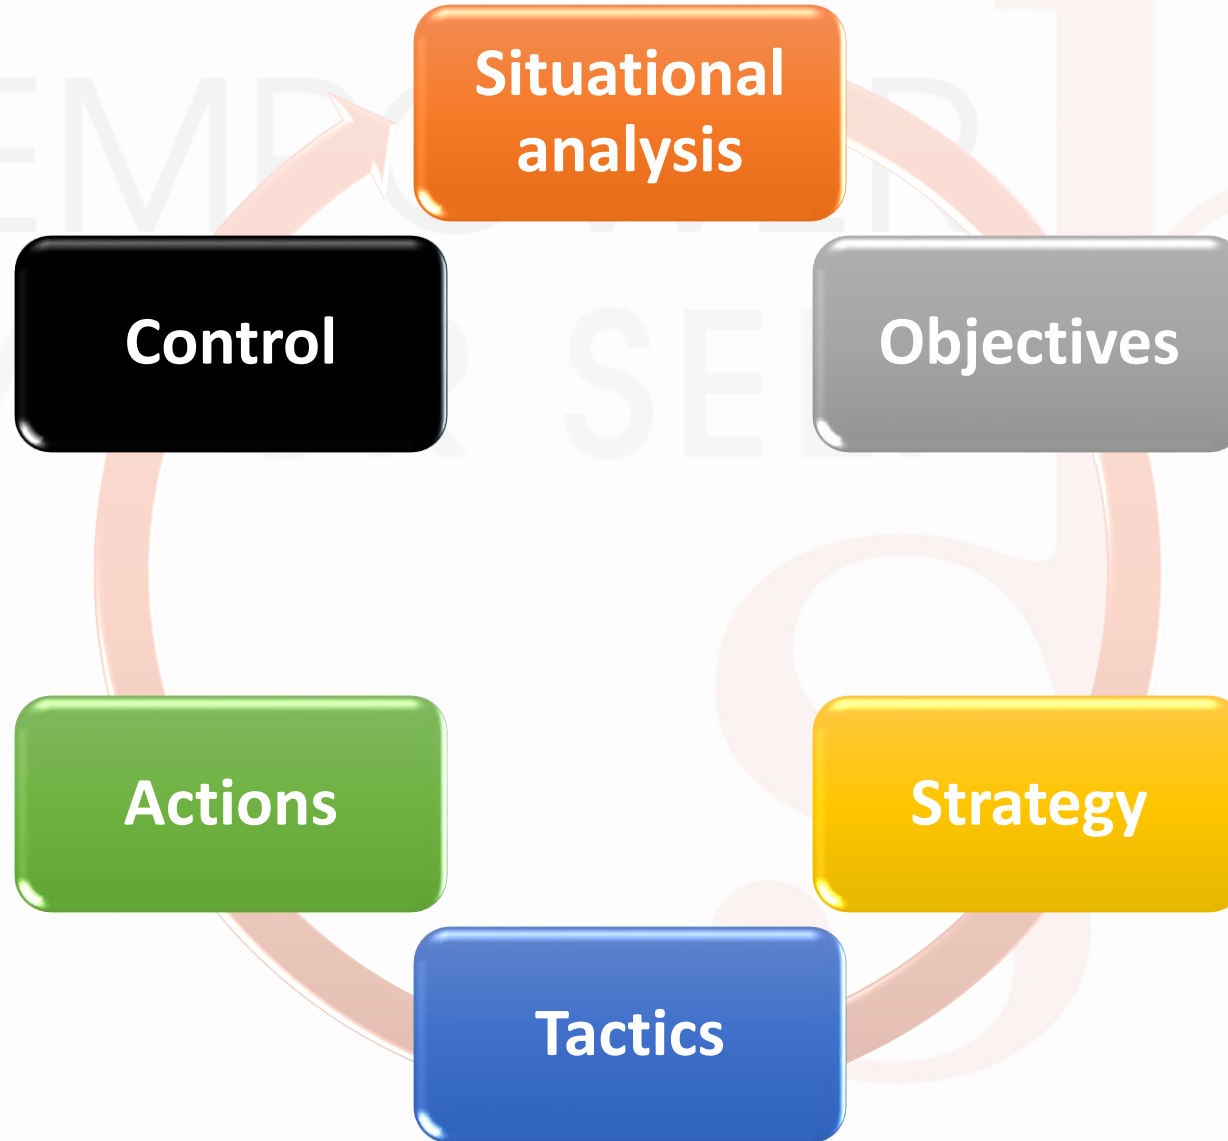 Situational
analysis
Control
Objectives
Actions
Strategy
Tactics